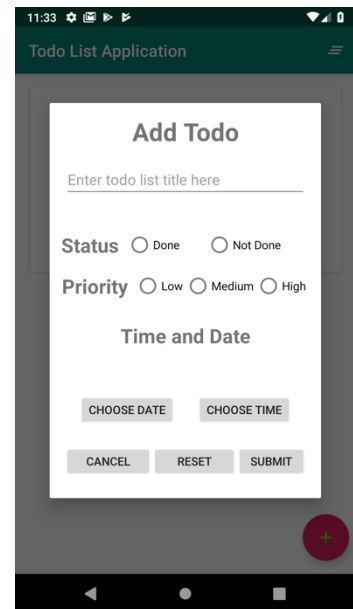 11:33
Todo List Application
Add Todo
Enter todo list title here
Status Done Not Done
Priority Low Medium High
Time and Date
CHOOSE DATE CHOOSE TIME
CANCEL RESET SUBMIT
+